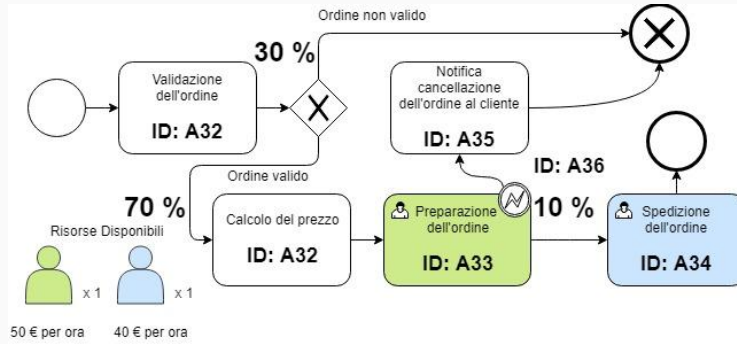 Ordine non valido
30 %
Validazione
dell'ordine
ID: A32
Notifica
cancellazione
dell'ordine al cliente
ID: A35
Ordine valido
70 %
Calcolo del prezzo
ID: A32
ID: A36
Preparazione
dell'ordine
ID: A33
10 %
Spedizione
dell'ordine
ID: A34
Risorse Disponibili
x 1
x 1
50 € per ora
40 € per ora